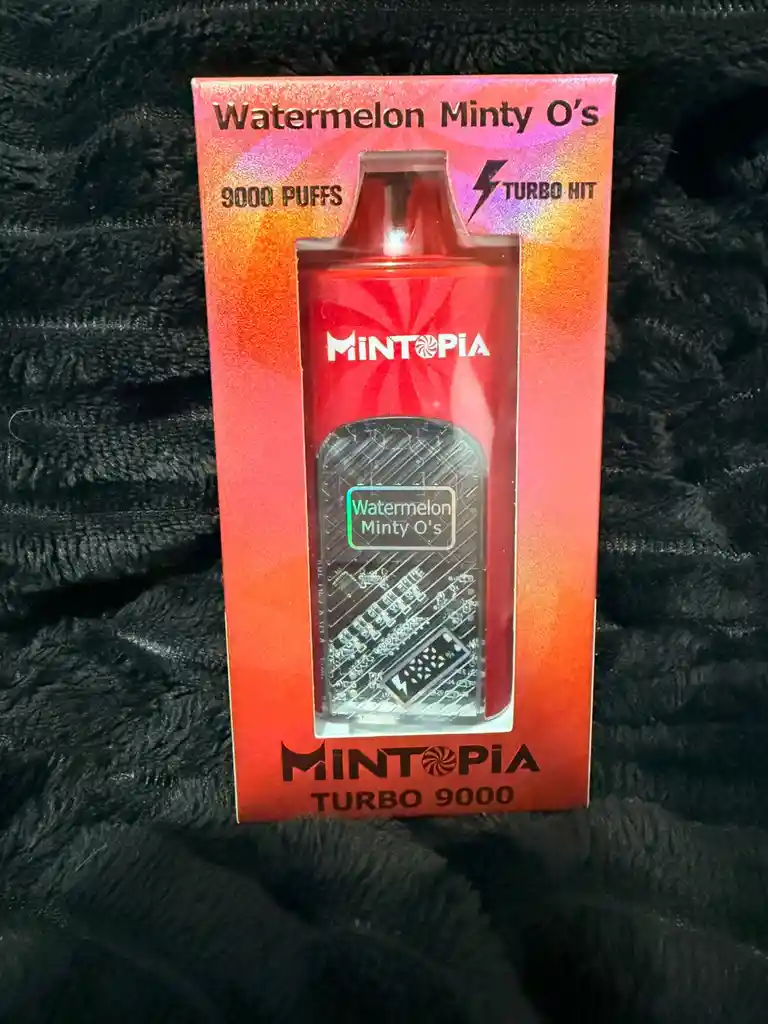 Watermelon Minty O's
9000 PUFFS
TURBO HIT
MiNTOPiA
Watermelon
Minty O's
MiNTOPiA
TURBO 9000